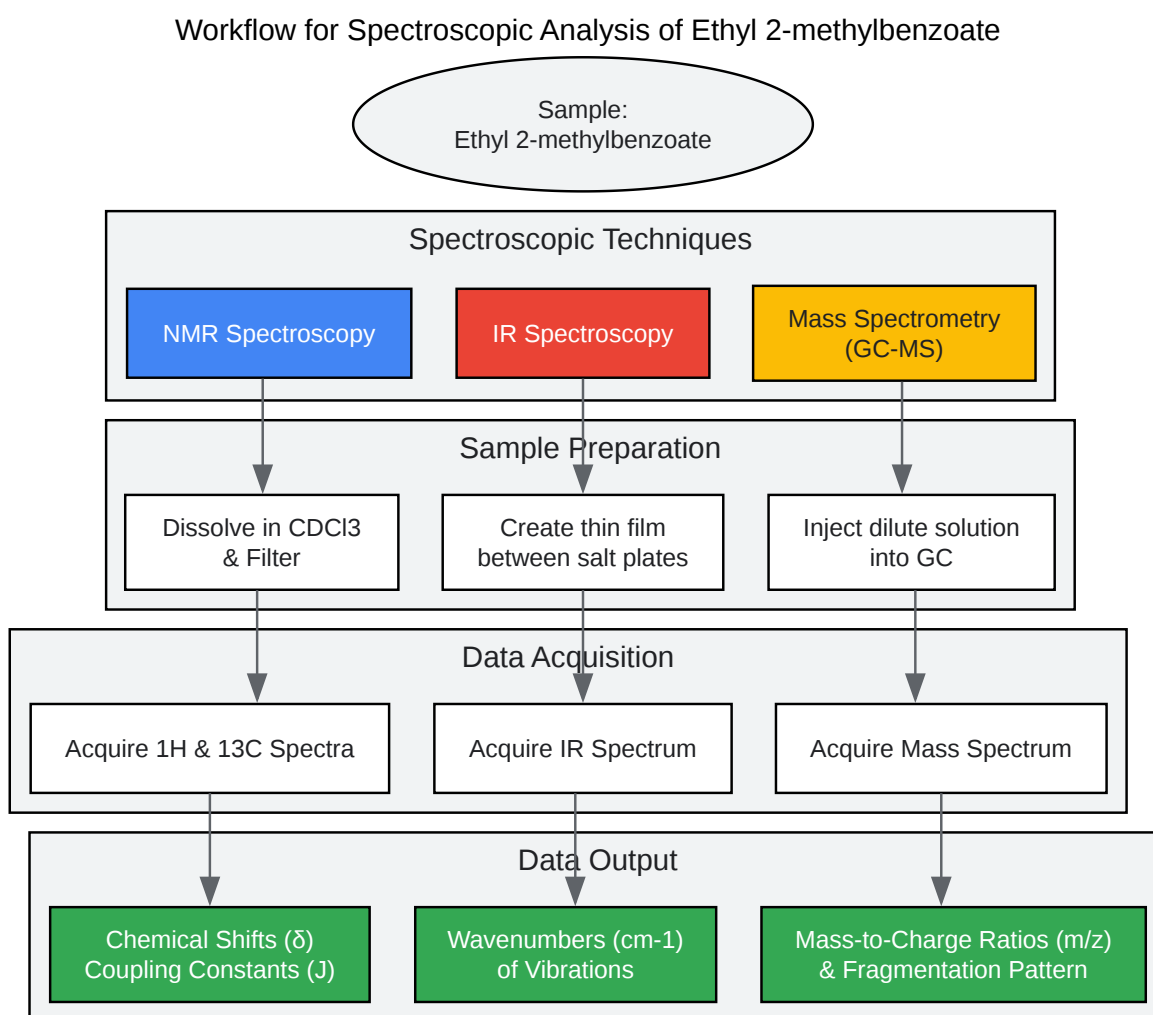 Workflow for Spectroscopic Analysis of Ethyl 2-methylbenzoate
Sample:
Ethyl 2-methylbenzoate
Spectroscopic Techniques
NMR Spectroscopy
IR Spectroscopy
Mass Spectrometry
(GC-MS)
Sample Preparation
Dissolve in CDCl3
& Filter
Create thin film
between salt plates
Inject dilute solution
into GC
Data Acquisition
Acquire 1H & 13C Spectra
Acquire IR Spectrum
Acquire Mass Spectrum
Data Output
Chemical Shifts (δ)
Coupling Constants (J)
Wavenumbers (cm-1)
of Vibrations
Mass-to-Charge Ratios (m/z)
& Fragmentation Pattern